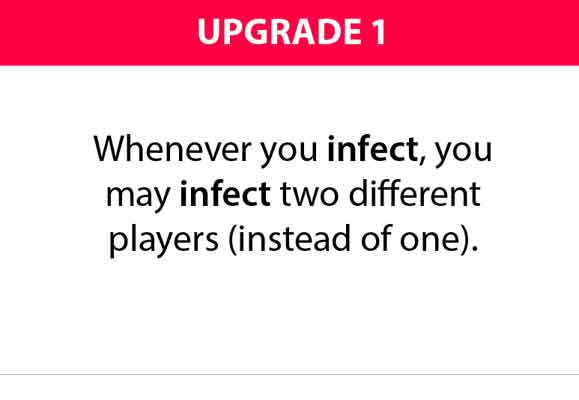 UPGRADE 1
Whenever you infect, you
may infect two different
players (instead of one).